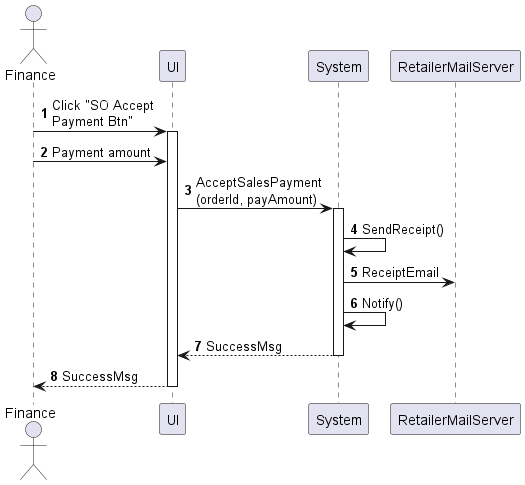 Finance
UI
System
RetailerMailServer
1 Click "SO Accept
Payment Btn"
2 Payment amount
3 AcceptSalesPayment
(orderId, payAmount)
4 SendReceipt()
5 ReceiptEmail
6 Notify()
7 SuccessMsg
8 SuccessMsg
Finance
UI
System
RetailerMailServer